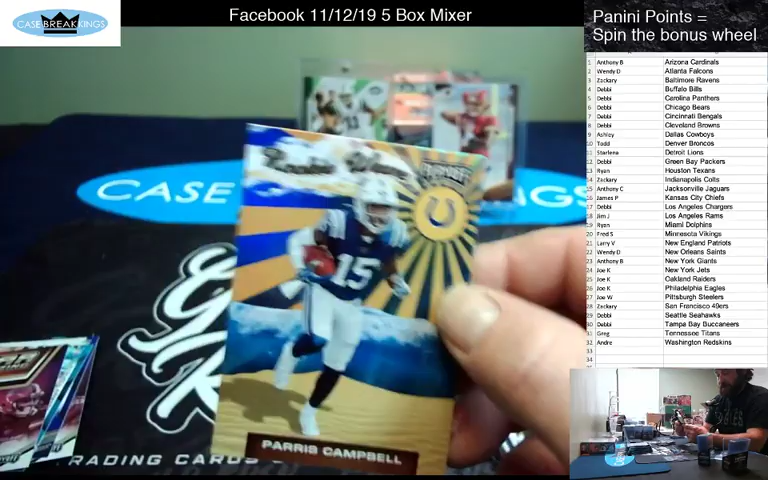 CASE BREAKKINGS
Facebook 11/12/19 5 Box Mixer
Panini Points =
Spin the bonus wheel
1 Anthony B Arizona Cardinals
2 Wendy D Atlanta Falcons
3 Zackary Baltimore Ravens
4 Debbi Buffalo Bills
5 Debbi Carolina Panthers
6 Debbi Chicago Bears
7 Debbi Cincinnati Bengals
8 Debbi Cleveland Browns
9 Ashley Dallas Cowboys
10 Todd Denver Broncos
11 Starlena Detroit Lions
12 Debbi Green Bay Packers
13 Ryan Houston Texans
14 Zackary Indianapolis Colts
15 Anthony C Jacksonville Jaguars
16 James P Kansas City Chiefs
17 Debbi Los Angeles Chargers
18 Jim J Los Angeles Rams
19 Ryan Miami Dolphins
20 Fred S Minnesota Vikings
21 Larry V New England Patriots
22 Wendy D New Orleans Saints
23 Anthony B New York Giants
24 Joe K New York Jets
25 Joe K Oakland Raiders
26 Joe K Philadelphia Eagles
27 Joe W Pittsburgh Steelers
28 Zackary San Francisco 49ers
29 Debbi Seattle Seahawks
30 Debbi Tampa Bay Buccaneers
31 Greg Tennessee Titans
32 Andre Washington Redskins
33
34
35
CASE
KINGS
15
PARRIS CAMPBELL
RADING CARDS